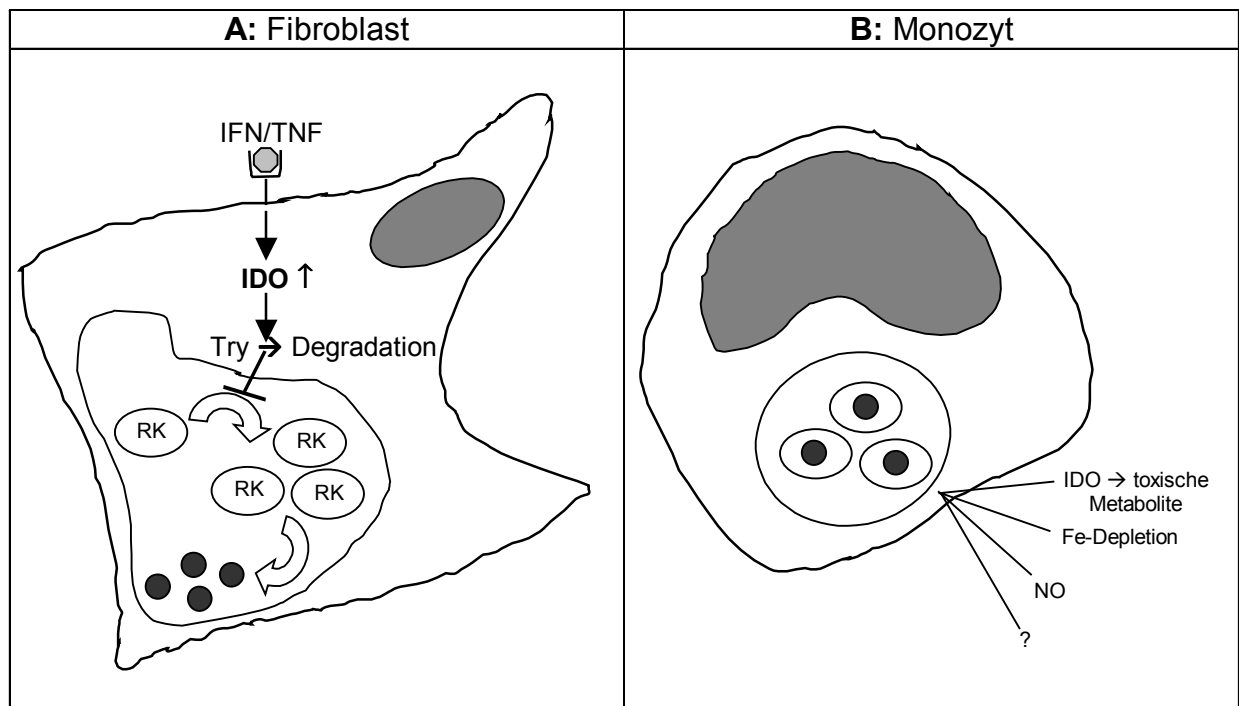 A: Fibroblast
B: Monozyt
IFN/TNF
IDO ↑
Try → Degradation
RK
RK
RK
RK
IDO → toxische
Metabolite
Fe-Depletion
NO
?